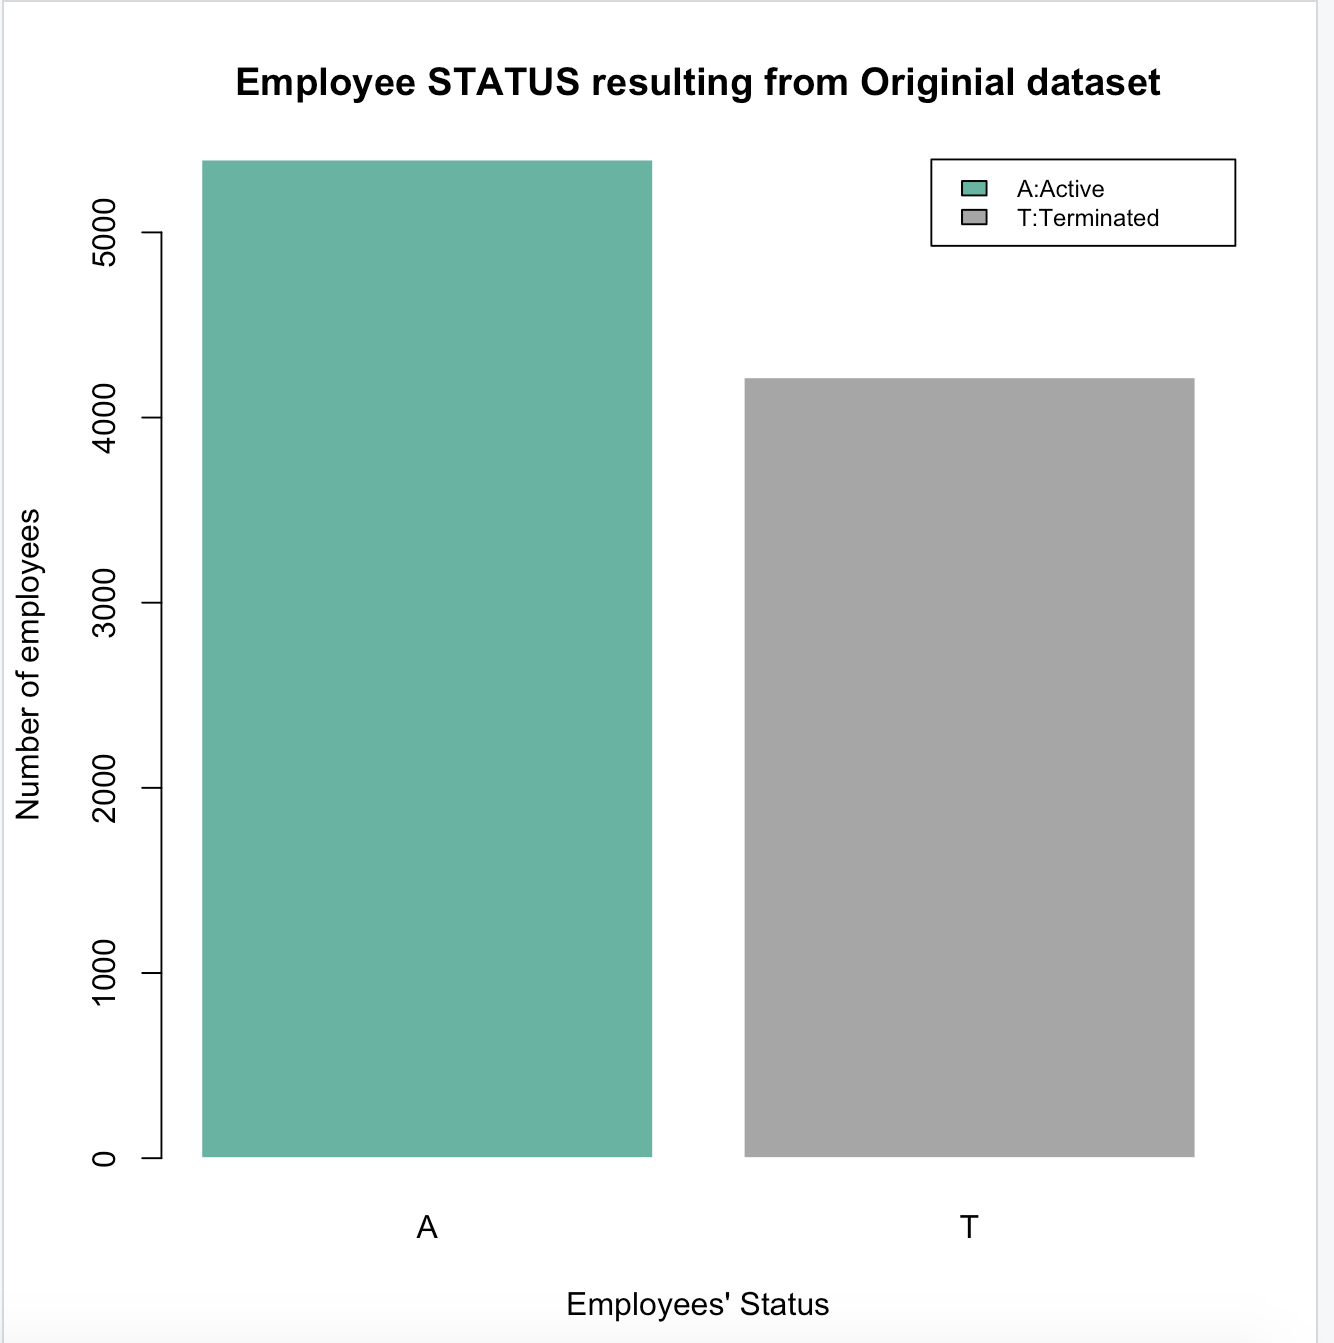 Employee STATUS resulting from Originial dataset
A:Active
T:Terminated
Number of employees
5000
4000
3000
2000
1000
0
A
T
Employees' Status